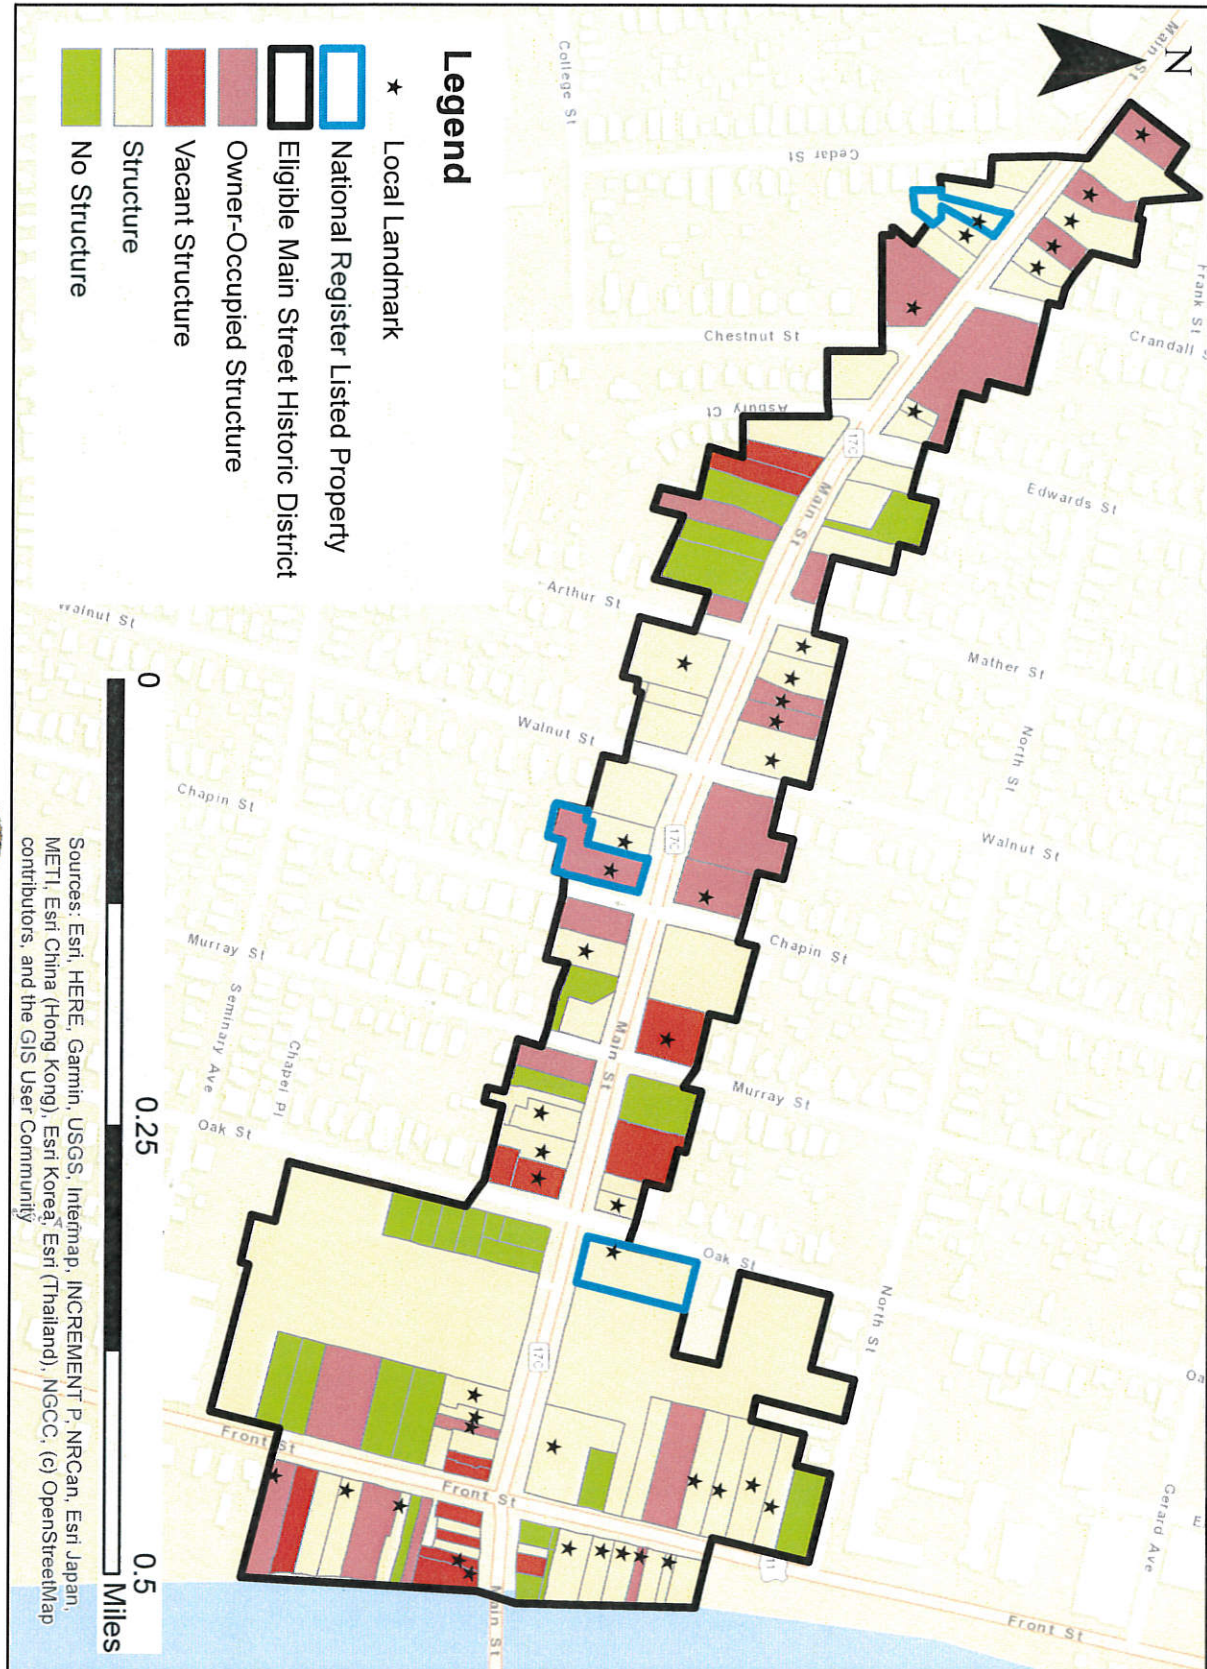 N
Main St
Frank St
Crandall S
College St
Cedar St
Chestnut St
Asbury Ct
17C
Main St
Edwards St
Arthur St
Mather St
North St
Walnut St
Walnut St
Walnut St
17C
Chapin St
Chapin St
Murray St
Seminary Ave
Chapel Pl
Main St
Murray St
Oak St
Oak St
North St
Oa
17C
Gerard Ave
E
Front St
Front St
11
Front St
Main St
Legend
Local Landmark
National Register Listed Property
Eligible Main Street Historic District
Owner-Occupied Structure
Vacant Structure
Structure
No Structure
0 0.25 0.5
Miles
Sources: Esri, HERE, Garmin, USGS, Intermap, INCREMENT P, NRCan, Esri Japan,
METI, Esri China (Hong Kong), Esri Korea, Esri (Thailand), NGCC, (c) OpenStreetMap
contributors, and the GIS User Community